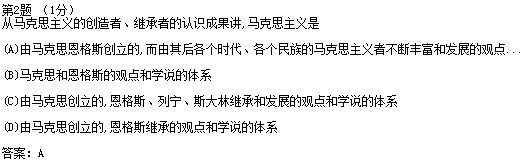 第2题 （1分）
从马克思主义的创造者、继承者的认识成果讲,马克思主义是
(A)由马克思恩格斯创立的,而由其后各个时代、各个民族的马克思主义者不断丰富和发展的观点...
(B)马克思和恩格斯的观点和学说的体系
(C)由马克思创立的,恩格斯、列宁、斯大林继承和发展的观点和学说的体系
(D)由马克思创立的,恩格斯继承的观点和学说的体系
答案: A